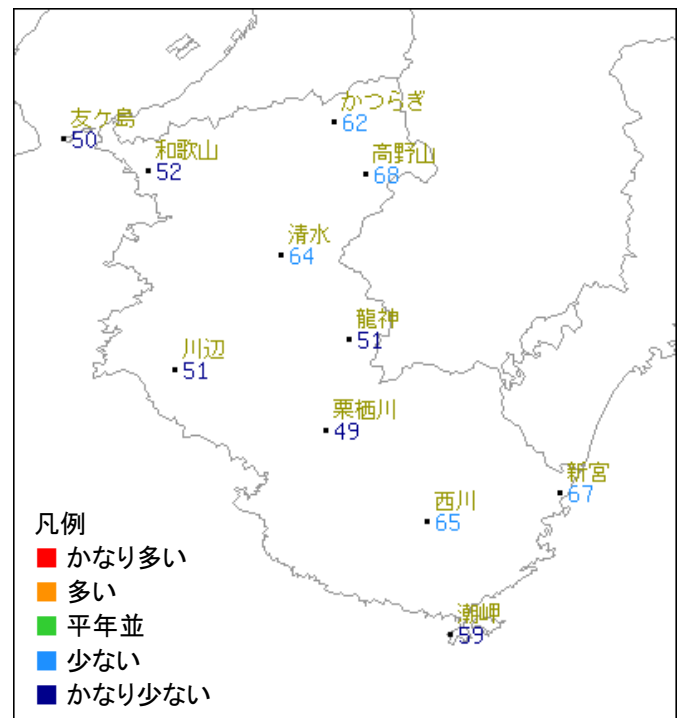 かつらぎ
62
友ケ島
50
和歌山
52
高野山
68
清水
64
龍神
51
川辺
51
栗栖川
49
新宮
67
西川
65
潮岬
59
凡例
かなり多い
多い
平年並
少ない
かなり少ない